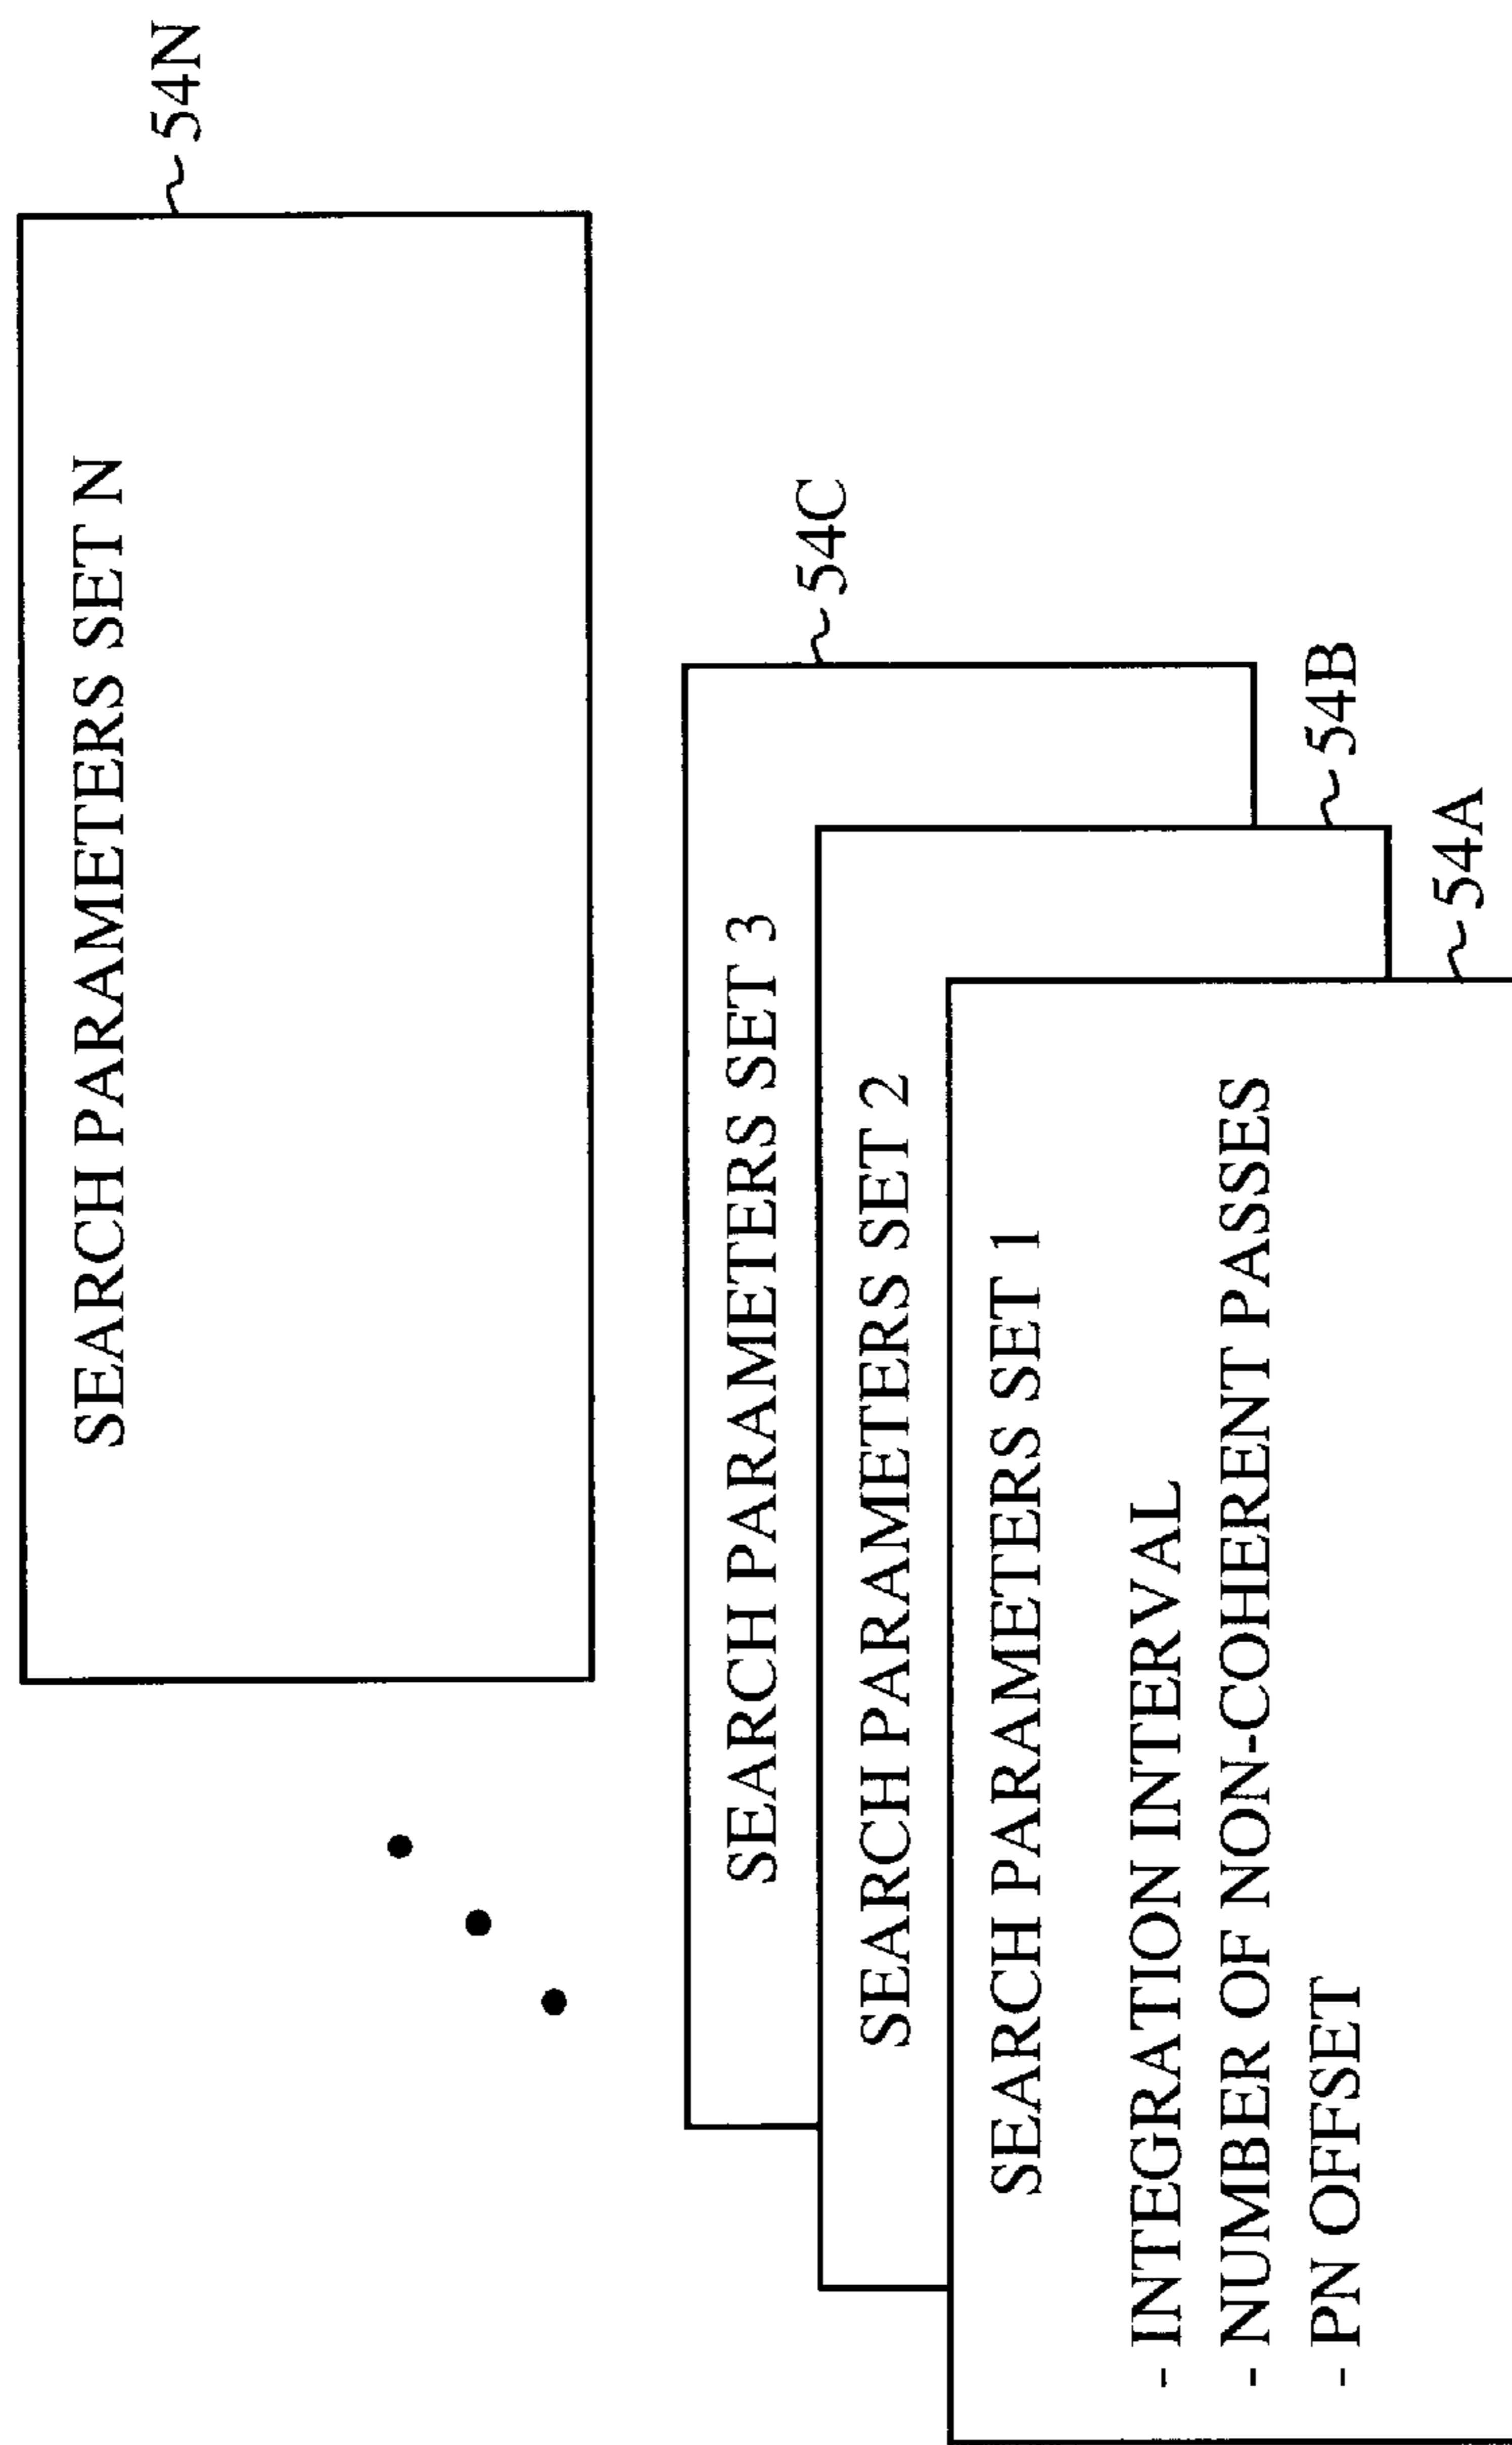 SEARCH PARAMETERS SET N
54N
SEARCH PARAMETERS SET 3
54C
SEARCH PARAMETERS SET 2
54B
SEARCH PARAMETERS SET 1
- INTEGRATION INTERVAL
- NUMBER OF NON-COHERENT PASSES
- PN OFFSET
54A